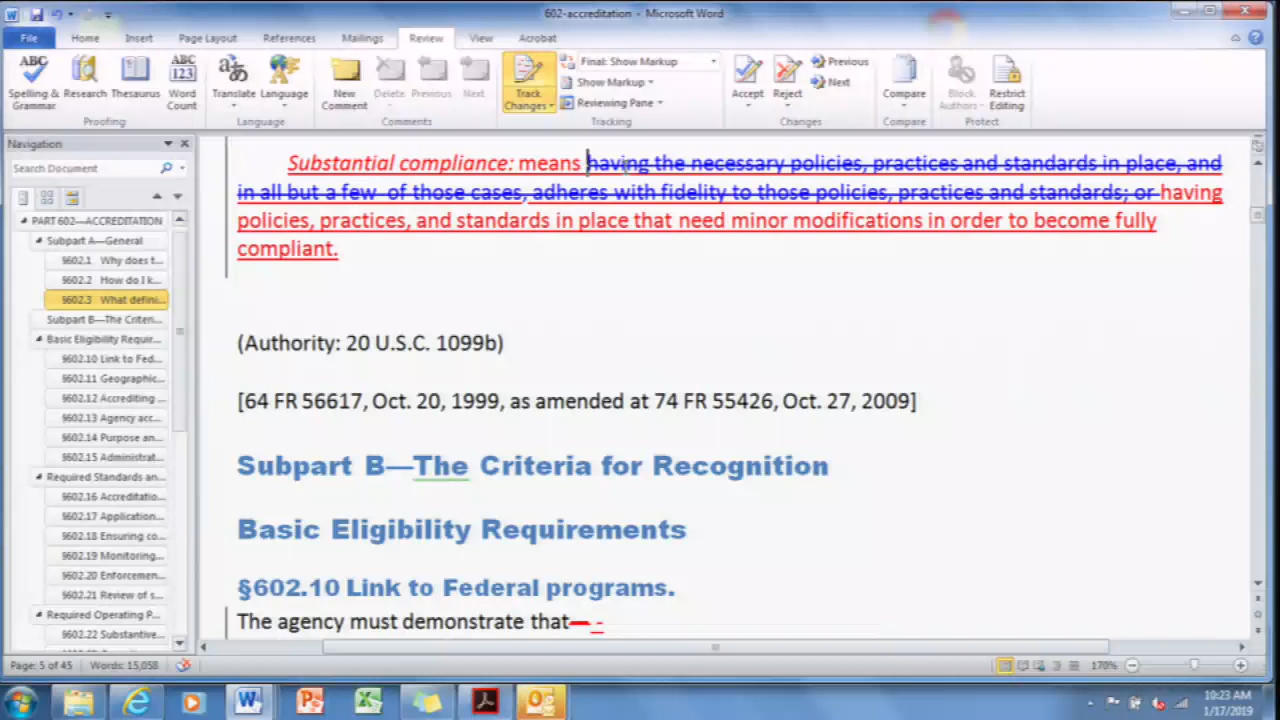 602-accreditation - Microsoft Word
File Home Insert Page Layout References Mailings Review View Acrobat
Spelling & Grammar Research Thesaurus Word Count Translate Language New Comment Delete Previous Next Track Changes Final: Show Markup Show Markup Reviewing Pane Accept Reject Previous Next Compare Block Authors Restrict Editing
Proofing Language Comments Tracking Changes Compare Protect
Navigation
Search Document
PART 602—ACCREDITATION
Subpart A—General
§602.1 Why does t...
§602.2 How do I k...
§602.3 What defini...
Subpart B—The Criteri...
Basic Eligibility Requir...
§602.10 Link to Fed...
§602.11 Geographic...
§602.12 Accrediting ...
§602.13 Agency acc...
§602.14 Purpose an...
§602.15 Administrat...
Required Standards an...
§602.16 Accreditatio...
§602.17 Application...
§602.18 Ensuring co...
§602.19 Monitoring...
§602.20 Enforcemen...
§602.21 Review of s...
Required Operating P...
§602.22 Substantive...
Substantial compliance: means having the necessary policies, practices and standards in place, and
in all but a few of those cases, adheres with fidelity to those policies, practices and standards; or having
policies, practices, and standards in place that need minor modifications in order to become fully
compliant.
(Authority: 20 U.S.C. 1099b)
[64 FR 56617, Oct. 20, 1999, as amended at 74 FR 55426, Oct. 27, 2009]
Subpart B—The Criteria for Recognition
Basic Eligibility Requirements
§602.10 Link to Federal programs.
The agency must demonstrate that— -
Page: 5 of 45 Words: 15,058 170%
10:23 AM
1/17/2019